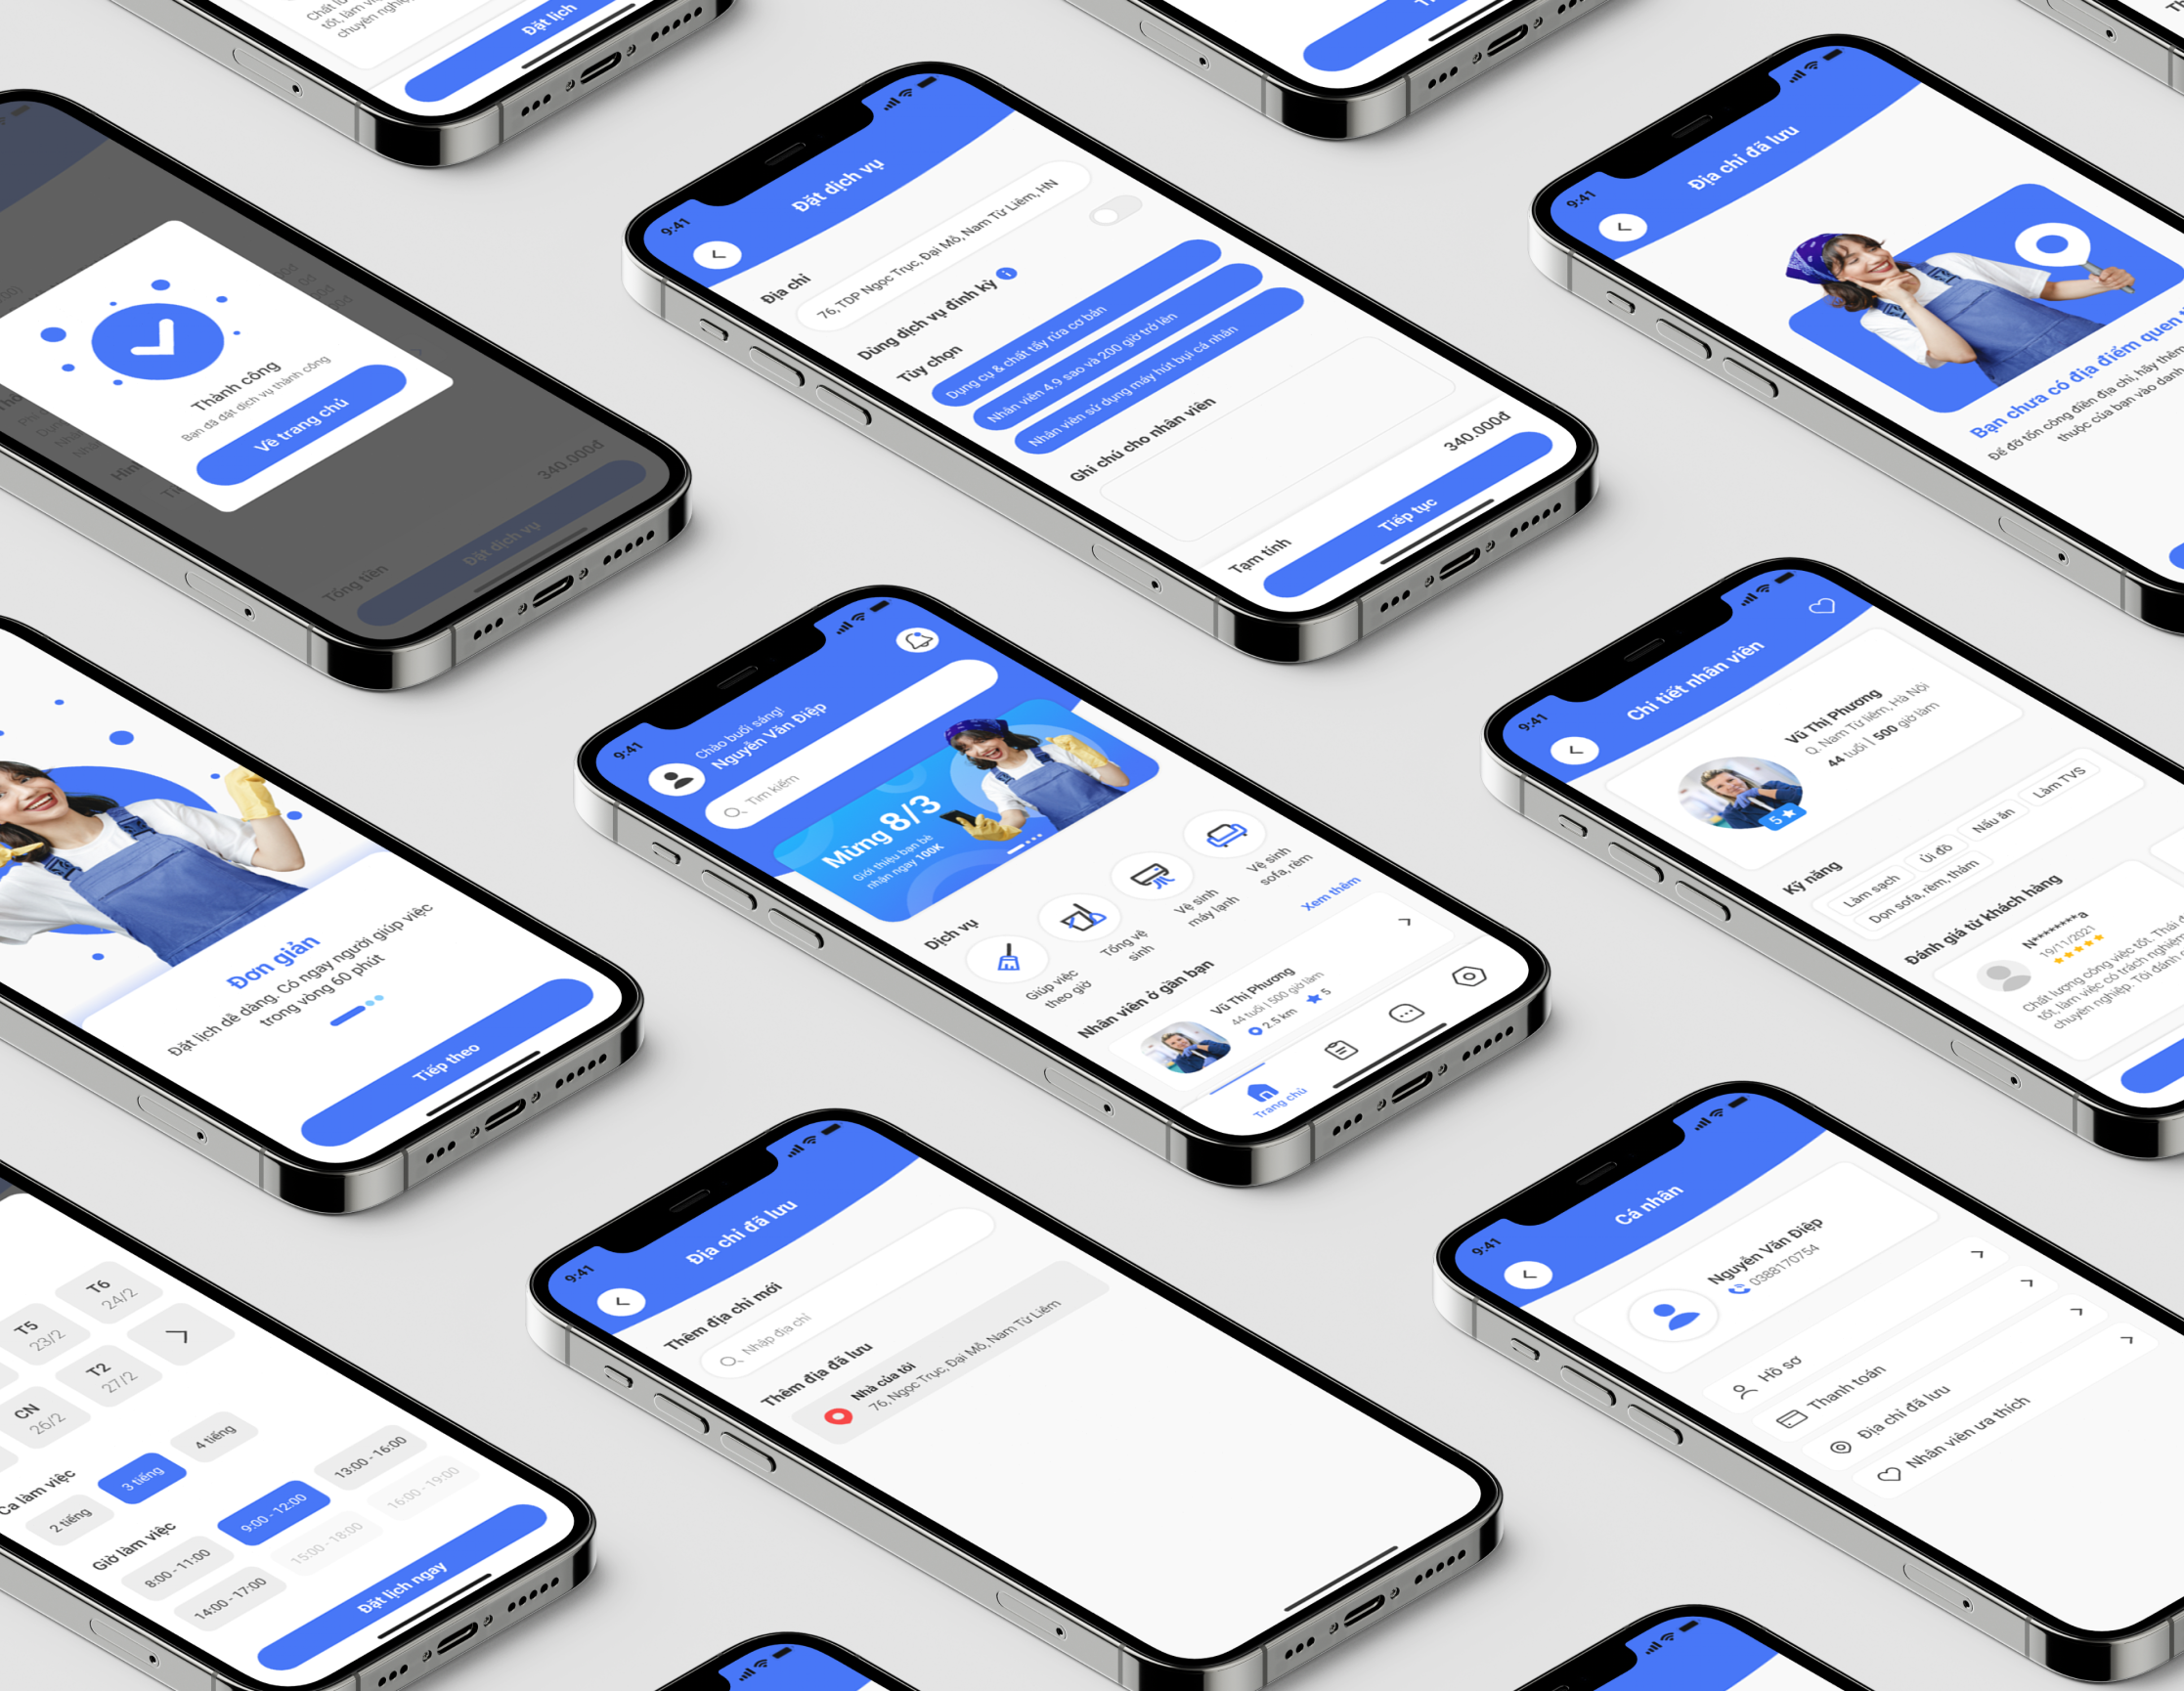 Chất
tốt, làm
chuyên nghiệp
Đặt lịch
Thành công
Bạn đã đặt dịch vụ thành công
Về trang chủ
Tổng tiền
340.000đ
Đặt dịch vụ
9:41
Đặt dịch vụ
Địa chỉ
76, TDP Ngọc Trục, Đại Mỗ, Nam Từ Liêm, HN
Dùng dịch vụ định kỳ
Tùy chọn
Dụng cụ & chất tẩy rửa cơ bản
Nhân viên 4.9 sao và 200 giờ trở lên
Nhân viên sử dụng máy hút bụi cá nhân
Ghi chú cho nhân viên
Tạm tính
340.000đ
Tiếp tục
9:41
Địa chỉ đã lưu
Bạn chưa có địa điểm quen
Để đỡ tốn công điền địa chỉ, hãy thêm
thuộc của bạn vào danh
Đơn giản
Đặt lịch dễ dàng. Có ngay người giúp việc
trong vòng 60 phút
Tiếp theo
9:41
Chào buổi sáng!
Nguyễn Văn Điệp
Tìm kiếm
Mừng 8/3
Giới thiệu bạn bè
nhận ngay 100K
Dịch vụ
Giúp việc
theo giờ
Tổng vệ
sinh
Vệ sinh
máy lạnh
Vệ sinh
sofa, rèm
Nhân viên ở gần bạn
Xem thêm
Vũ Thị Phương
44 tuổi | 500 giờ làm
2.5 km
5
Trang chủ
9:41
Chi tiết nhân viên
Vũ Thị Phương
Q. Nam Từ liêm, Hà Nội
44 tuổi | 500 giờ làm
5
Kỹ năng
Làm sạch
Ủi đồ
Nấu ăn
Làm TVS
Dọn sofa, rèm, thảm
Đánh giá từ khách hàng
N********a
19/11/2021
Chất lượng công việc tốt. Thái
tốt, làm việc có trách nghiệm
chuyên nghiệp. Tôi đánh
T5
23/2
T6
24/2
CN
26/2
T2
27/2
Ca làm việc
2 tiếng
3 tiếng
4 tiếng
Giờ làm việc
8:00 - 11:00
9:00 - 12:00
13:00 - 16:00
14:00 - 17:00
15:00 - 18:00
16:00 - 19:00
Đặt lịch ngay
9:41
Địa chỉ đã lưu
Thêm địa chỉ mới
Nhập địa chỉ
Thêm địa đã lưu
Nhà của tôi
76, Ngọc Trục, Đại Mỗ, Nam Từ Liêm
9:41
Cá nhân
Nguyễn Văn Điệp
0388170754
Hồ sơ
Thanh toán
Địa chỉ đã lưu
Nhân viên ưa thích